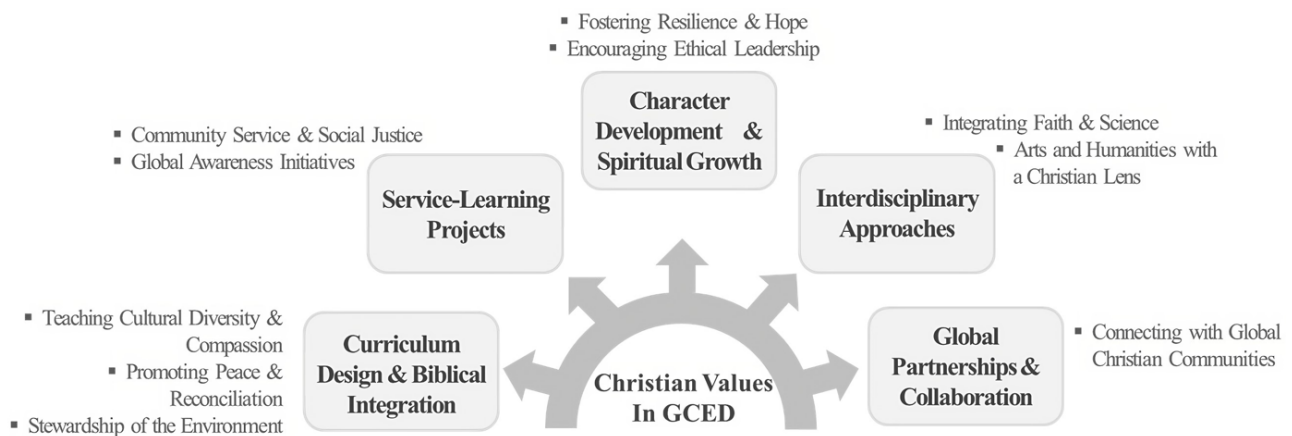 ▪ Fostering Resilience & Hope
▪ Encouraging Ethical Leadership
Character
Development &
Spiritual Growth
▪ Community Service & Social Justice
▪ Global Awareness Initiatives
Service-Learning
Projects
▪ Integrating Faith & Science
▪ Arts and Humanities with
a Christian Lens
Interdisciplinary
Approaches
▪ Teaching Cultural Diversity &
Compassion
▪ Promoting Peace &
Reconciliation
▪ Stewardship of the Environment
Curriculum
Design & Biblical
Integration
Christian Values
In GCED
Global
Partnerships &
Collaboration
▪ Connecting with Global
Christian Communities